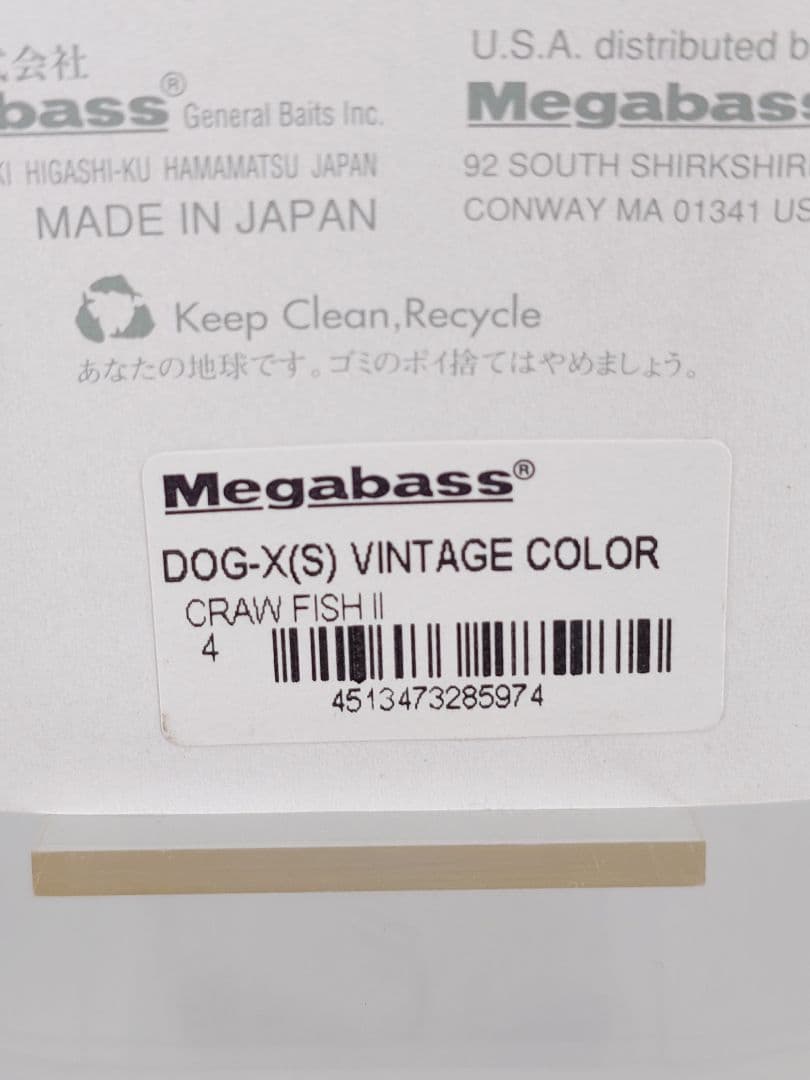 会社
bass® General Baits Inc.
KI HIGASHI-KU HAMAMATSU JAPAN
MADE IN JAPAN
U.S.A. distributed b
Megabass
92 SOUTH SHIRKSHIR
CONWAY MA 01341 US
Keep Clean,Recycle
あなたの地球です。ゴミのポイ捨てはやめましょう。
Megabass®
DOG-X(S) VINTAGE COLOR
CRAW FISH II
4
4513473285974